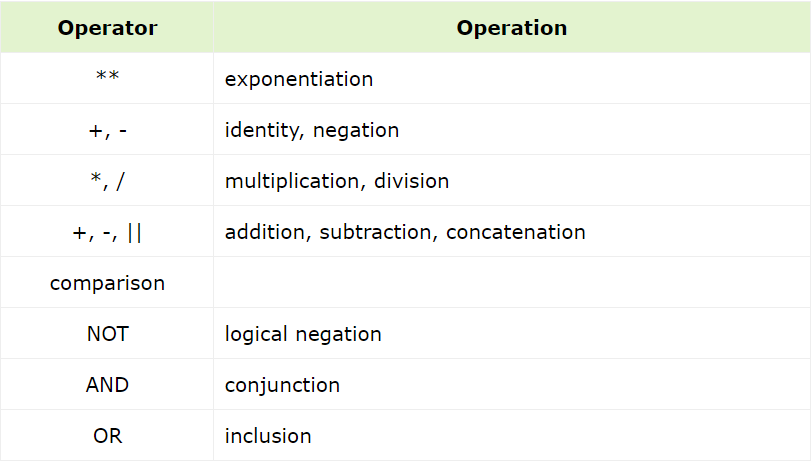 Operator Operation
** exponentiation
+, - identity, negation
*, / multiplication, division
+, -, || addition, subtraction, concatenation
comparison
NOT logical negation
AND conjunction
OR inclusion